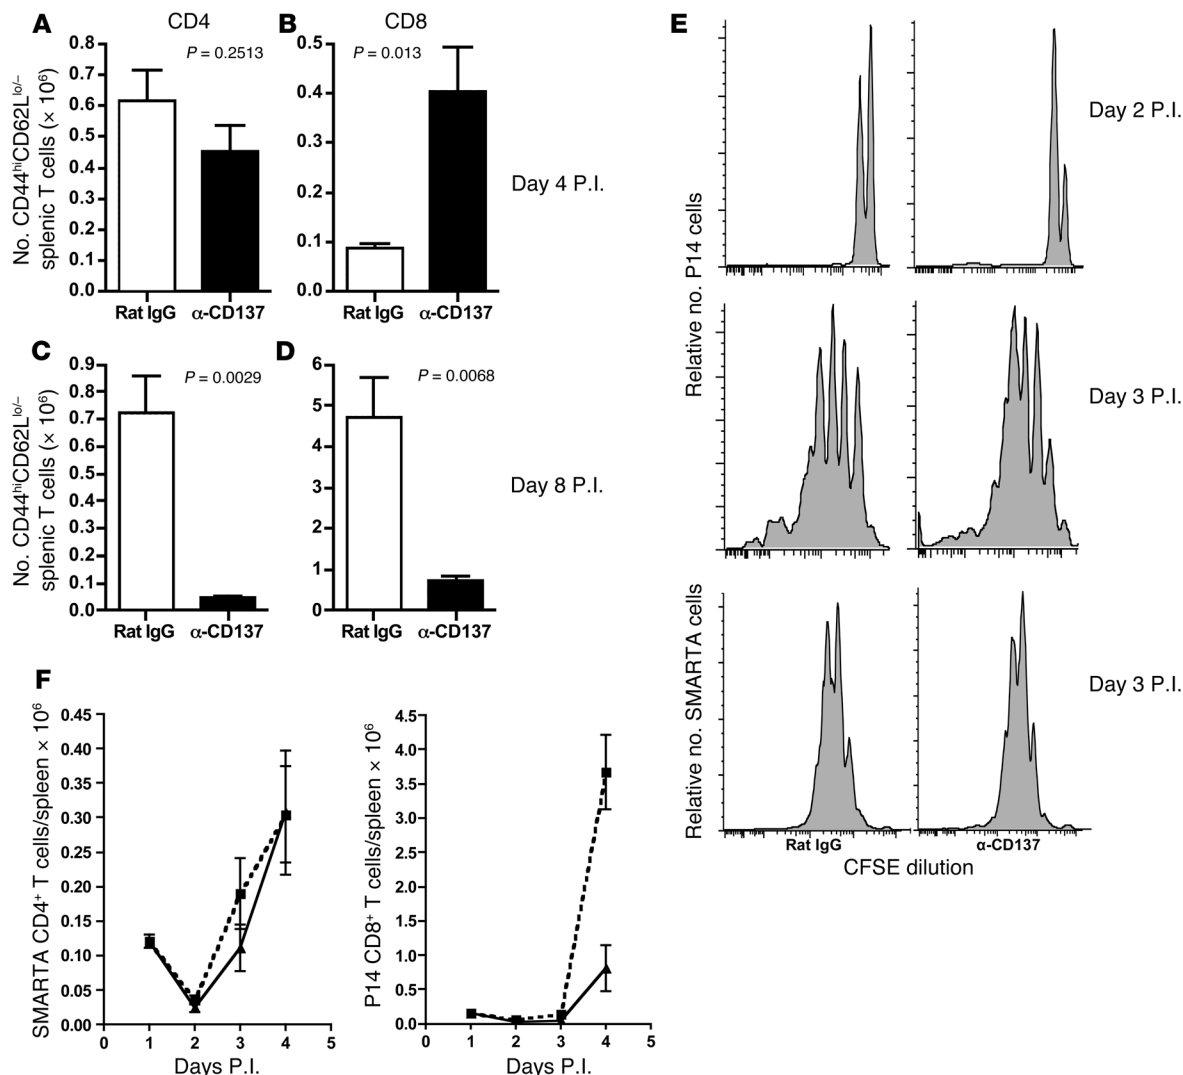 A
CD4
B
CD8
E
P = 0.2513
P = 0.013
No. CD44hiCD62Llo/–
splenic T cells (× 10⁶)
0.8
0.7
0.6
0.5
0.4
0.3
0.2
0.1
0.0
Rat IgG
α-CD137
0.5
0.4
0.3
0.2
0.1
0.0
Rat IgG
α-CD137
Day 4 P.I.
C
D
P = 0.0029
P = 0.0068
No. CD44hiCD62Llo/–
splenic T cells (× 10⁶)
0.9
0.8
0.7
0.6
0.5
0.4
0.3
0.2
0.1
0.0
Rat IgG
α-CD137
6
5
4
3
2
1
0
Rat IgG
α-CD137
Day 8 P.I.
Relative no. P14 cells
Day 2 P.I.
Day 3 P.I.
Relative no. SMARTA cells
Day 3 P.I.
Rat IgG
α-CD137
CFSE dilution
F
SMARTA CD4⁺ T cells/spleen × 10⁶
0.45
0.40
0.35
0.30
0.25
0.20
0.15
0.10
0.05
0.00
0 1 2 3 4 5
Days P.I.
P14 CD8⁺ T cells/spleen × 10⁶
4.5
4.0
3.5
3.0
2.5
2.0
1.5
1.0
0.5
0.0
0 1 2 3 4 5
Days P.I.